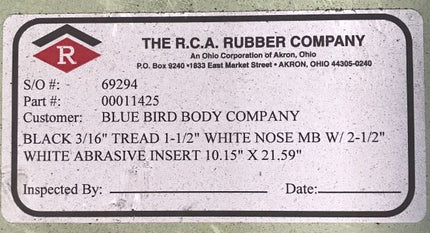 R
THE R.C.A. RUBBER COMPANY
An Ohio Corporation of Akron, Ohio
P.O. Box 9240 •1833 East Market Street • AKRON, OHIO 44305-0240
S/O #: 69294
Part #: 00011425
Customer: BLUE BIRD BODY COMPANY
BLACK 3/16" TREAD 1-1/2" WHITE NOSE MB W/ 2-1/2"
WHITE ABRASIVE INSERT 10.15" X 21.59"
Inspected By: Date: